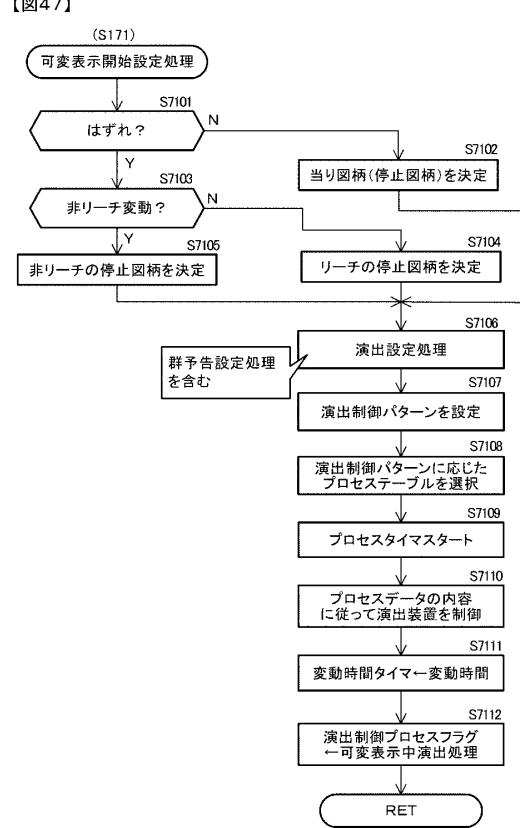 【図47】
(S171)
可変表示開始設定処理
S7101
はずれ？
N
Y
S7102
当り図柄(停止図柄)を決定
S7103
非リーチ変動？
N
Y
S7105
非リーチの停止図柄を決定
S7104
リーチの停止図柄を決定
S7106
演出設定処理
群予告設定処理
を含む
S7107
演出制御パターンを設定
S7108
演出制御パターンに応じた
プロセステーブルを選択
S7109
プロセスタイマスタート
S7110
プロセスデータの内容
に従って演出装置を制御
S7111
変動時間タイマ←変動時間
S7112
演出制御プロセスフラグ
←可変表示中演出処理
RET